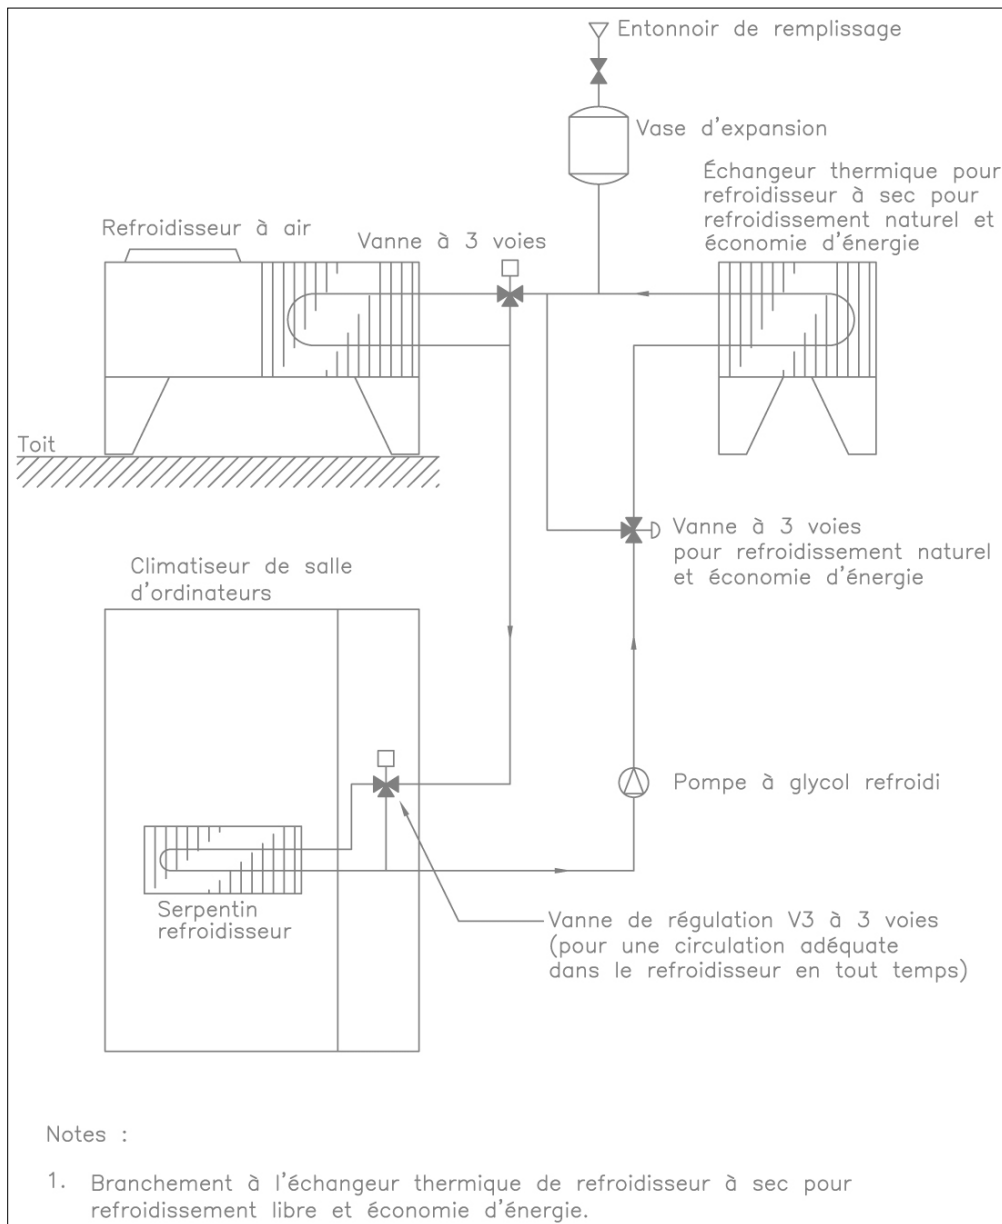 Entonnoir de remplissage
Vase d'expansion
Échangeur thermique pour
refroidisseur à sec pour
refroidissement naturel et
économie d'énergie
Refroidisseur à air
Vanne à 3 voies
Toit
Vanne à 3 voies
pour refroidissement naturel
et économie d'énergie
Climatiseur de salle
d'ordinateurs
Pompe à glycol refroidi
Serpentin
refroidisseur
Vanne de régulation V3 à 3 voies
(pour une circulation adéquate
dans le refroidisseur en tout temps)
Notes :
1. Branchement à l'échangeur thermique de refroidisseur à sec pour
refroidissement libre et économie d'énergie.